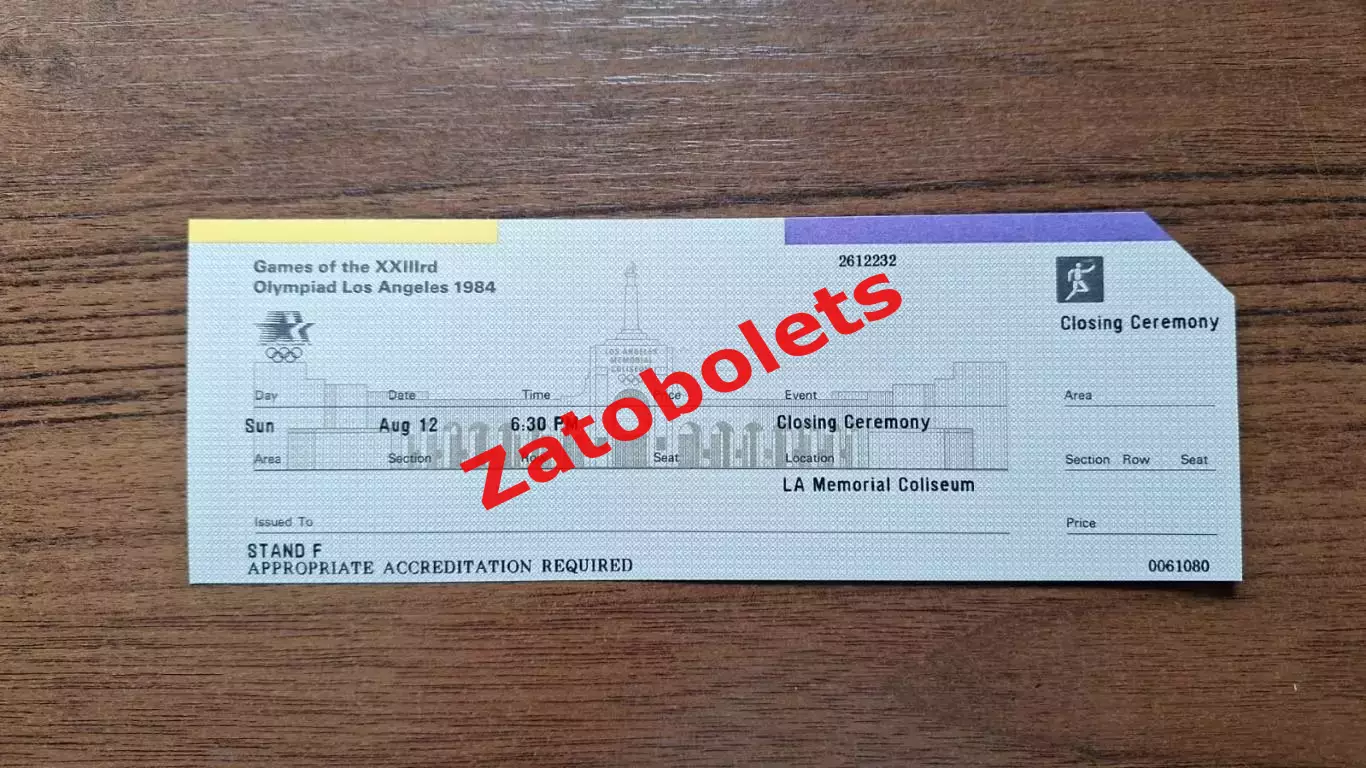 Games of the XXIIIrd
Olympiad Los Angeles 1984
2612232
Closing Ceremony
LOS ANGELES
MEMORIAL
COLISEUM
Day Date Time Event Area
Sun Aug 12 6:30 PM Closing Ceremony
Area Section Seat Location Section Row Seat
LA Memorial Coliseum
Issued To Price
STAND F
APPROPRIATE ACCREDITATION REQUIRED 0061080
Zatobolets